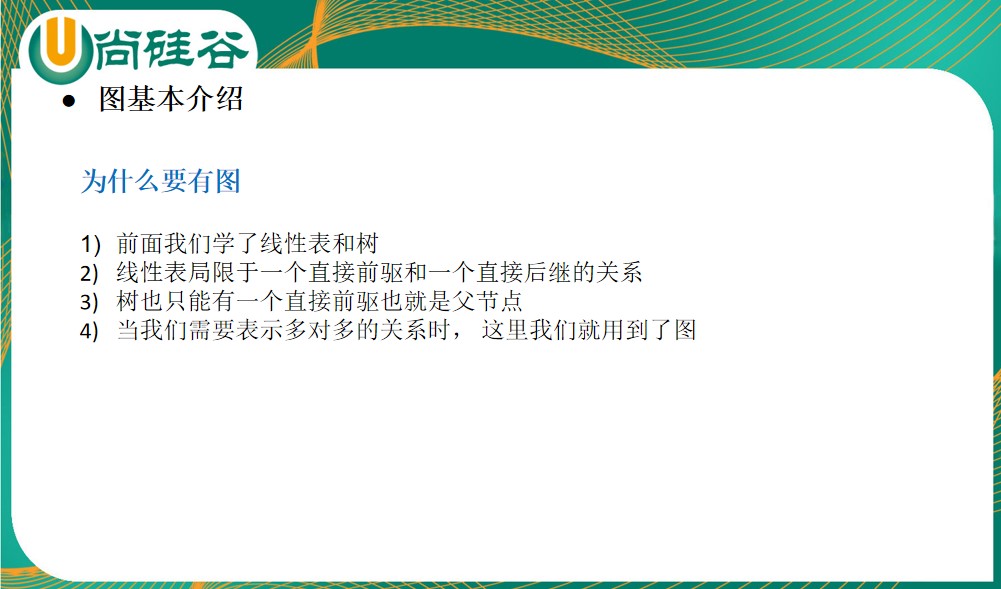 尚硅谷
● 图基本介绍
为什么要有图
1) 前面我们学了线性表和树
2) 线性表局限于一个直接前驱和一个直接后继的关系
3) 树也只能有一个直接前驱也就是父节点
4) 当我们需要表示多对多的关系时， 这里我们就用到了图